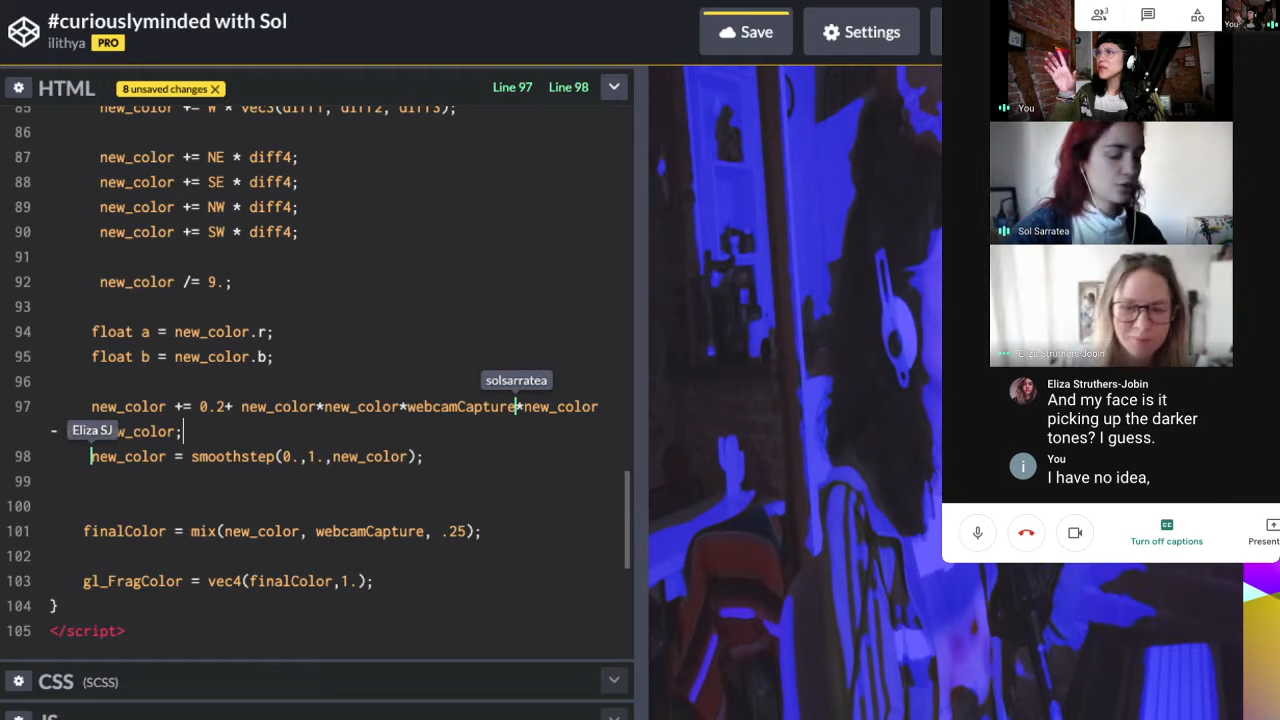 #curiouslyminded with Sol
ilithya PRO
Save
Settings
HTML
8 unsaved changes X
Line 97 Line 98
85 new_color += W * vec3(diff1, diff2, diff3);
86
87 new_color += NE * diff4;
88 new_color += SE * diff4;
89 new_color += NW * diff4;
90 new_color += SW * diff4;
91
92 new_color /= 9.;
93
94 float a = new_color.r;
95 float b = new_color.b;
96
solsarratea
97 new_color += 0.2+ new_color*new_color*webcamCapture*new_color
- w_color;
Eliza SJ
98 new_color = smoothstep(0.,1.,new_color);
99
100
101 finalColor = mix(new_color, webcamCapture, .25);
102
103 gl_FragColor = vec4(finalColor,1.);
104 }
105 </script>
CSS (SCSS)
JS
3
You
You
Sol Sarratea
Eliza Struthers-Jobin
Eliza Struthers-Jobin
And my face is it
picking up the darker
tones? I guess.
i
You
I have no idea,
Turn off captions
Present